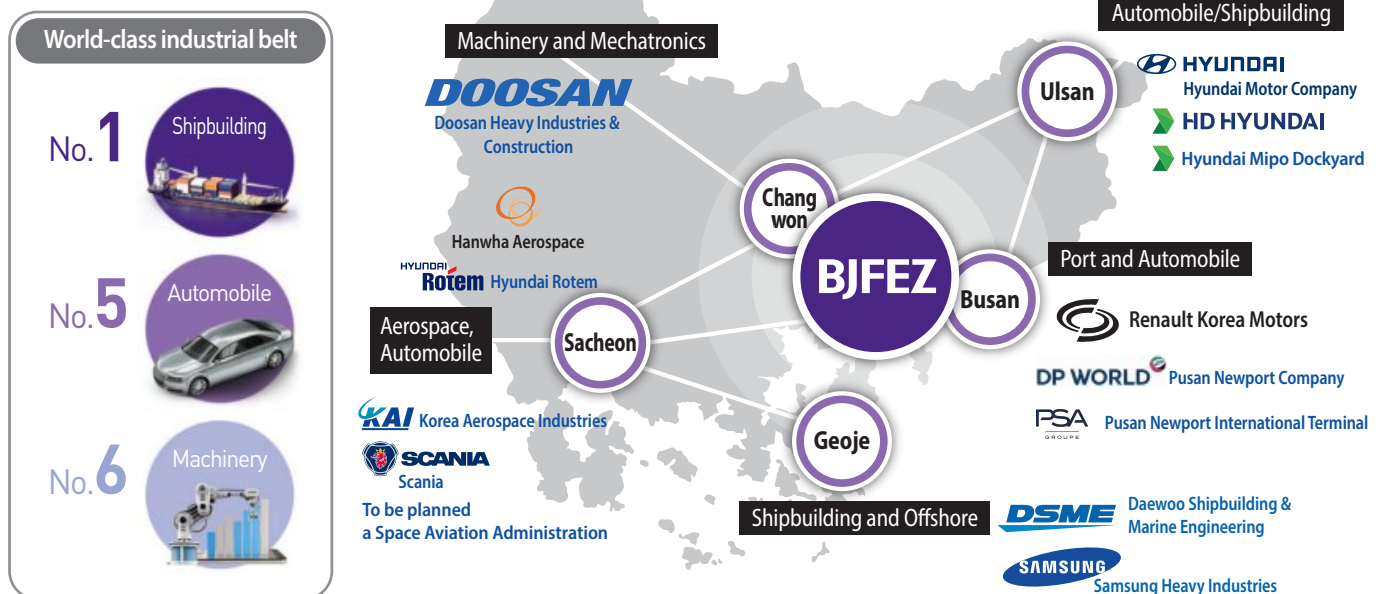 World-class industrial belt
No.1
Shipbuilding
No.5
Automobile
No.6
Machinery
Machinery and Mechatronics
DOOSAN
Doosan Heavy Industries &
Construction
Hanwha Aerospace
HYUNDAI
Rotem Hyundai Rotem
Aerospace,
Automobile
KAI Korea Aerospace Industries
SCANIA
Scania
To be planned
a Space Aviation Administration
Chang
won
BJFEZ
Busan
Ulsan
Sacheon
Geoje
Automobile/Shipbuilding
HYUNDAI
Hyundai Motor Company
HD HYUNDAI
Hyundai Mipo Dockyard
Port and Automobile
Renault Korea Motors
DP WORLD Pusan Newport Company
PSA
GROUPE
Pusan Newport International Terminal
Shipbuilding and Offshore
DSME
Daewoo Shipbuilding &
Marine Engineering
SAMSUNG
Samsung Heavy Industries